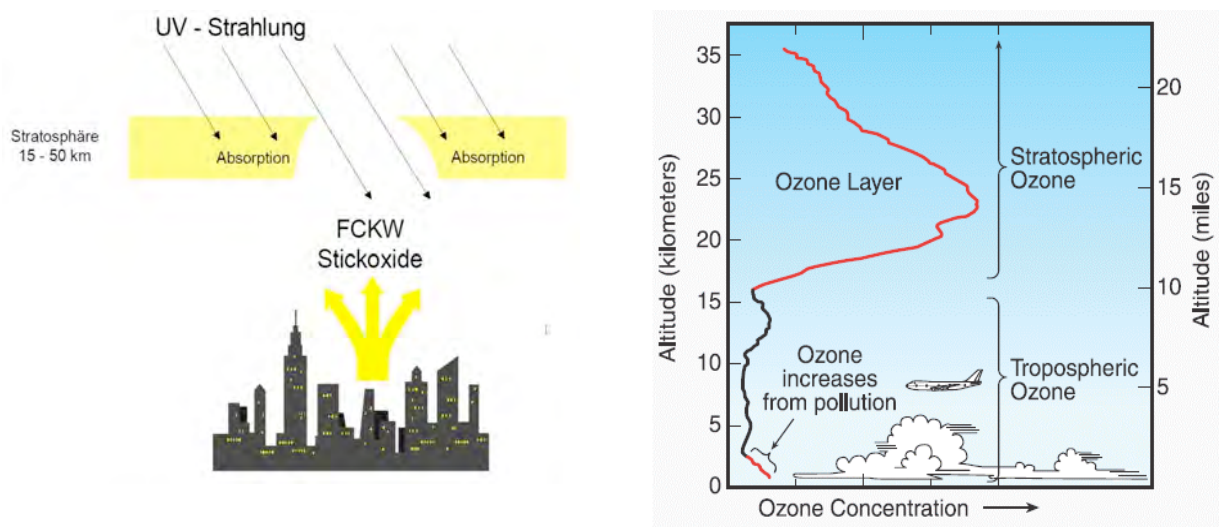 UV - Strahlung
Stratosphäre
15 - 50 km
Absorption
Absorption
FCKW
Stickoxide
Altitude (kilometers)
35
30
25
20
15
10
5
0
Ozone Layer
Stratospheric
Ozone
Ozone
increases
from pollution
Tropospheric
Ozone
20
15
10
5
Altitude (miles)
Ozone Concentration